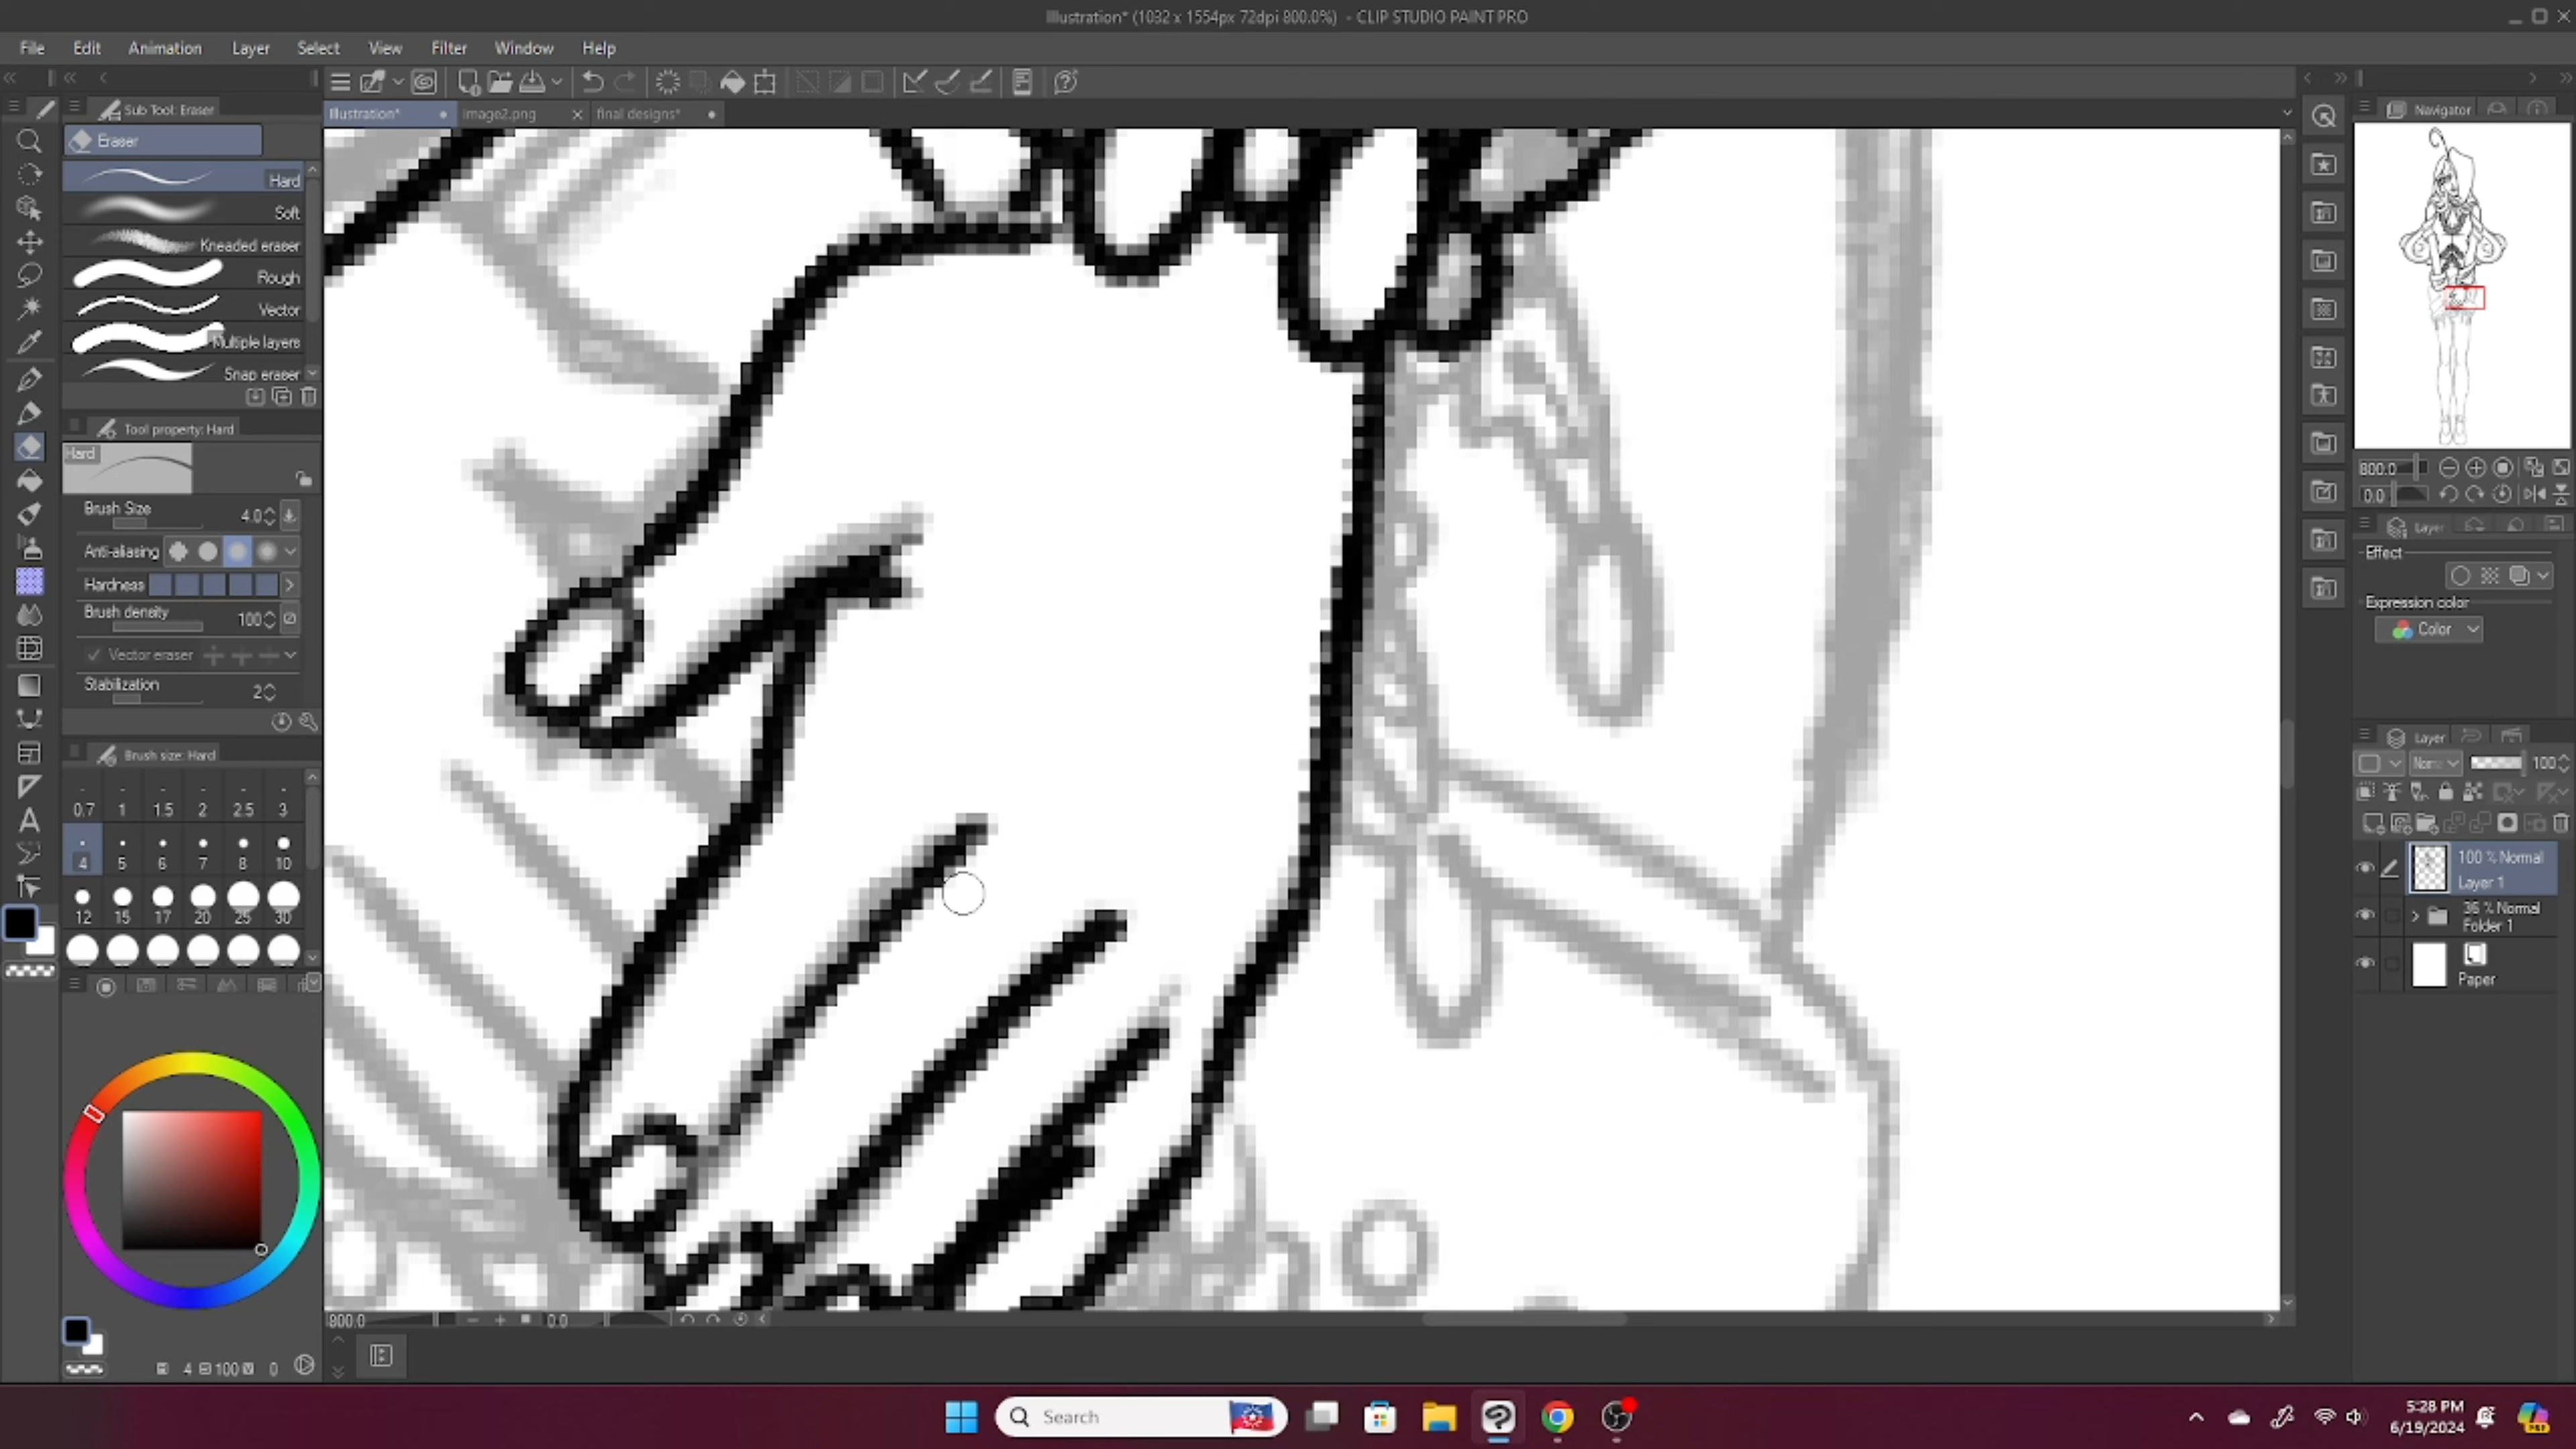 Illustration* (1032 x 1554px 72dpi 800.0%) - CLIP STUDIO PAINT PRO
File Edit Animation Layer Select View Filter Window Help
Sub Tool: Eraser
Illustration* image2.png final designs*
Navigator
Eraser
Hard
Soft
Kneaded eraser
Rough
Vector
Multiple layers
Snap eraser
Tool property: Hard
Hard
Brush Size 4.0
Anti-aliasing
Hardness
Brush density 100
Vector eraser
Stabilization 2
Brush size: Hard
0.7 1 1.5 2 2.5 3
4 5 6 7 8 10
12 15 17 20 25 30
800.0
0.0
Layer
Effect
Expression color
Color
Layer
100
100 % Normal
Layer 1
36 % Normal
Folder 1
Paper
800.0 0.0
4 100 0
Search
5:28 PM
6/19/2024